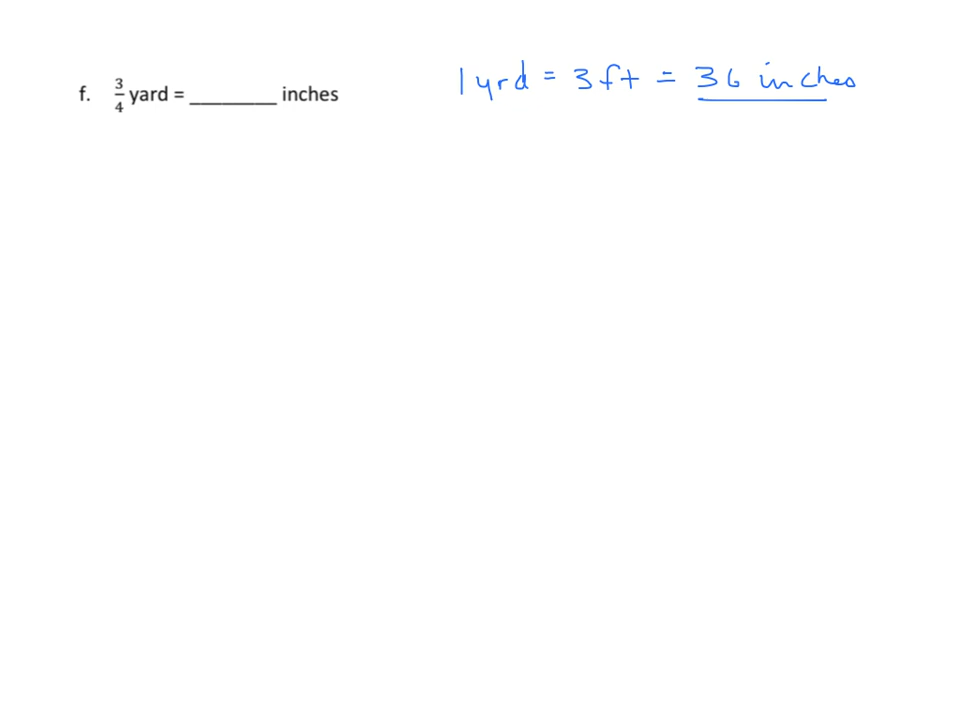 f. 3/4 yard = ________ inches
1 yrd = 3 ft = 36 inches